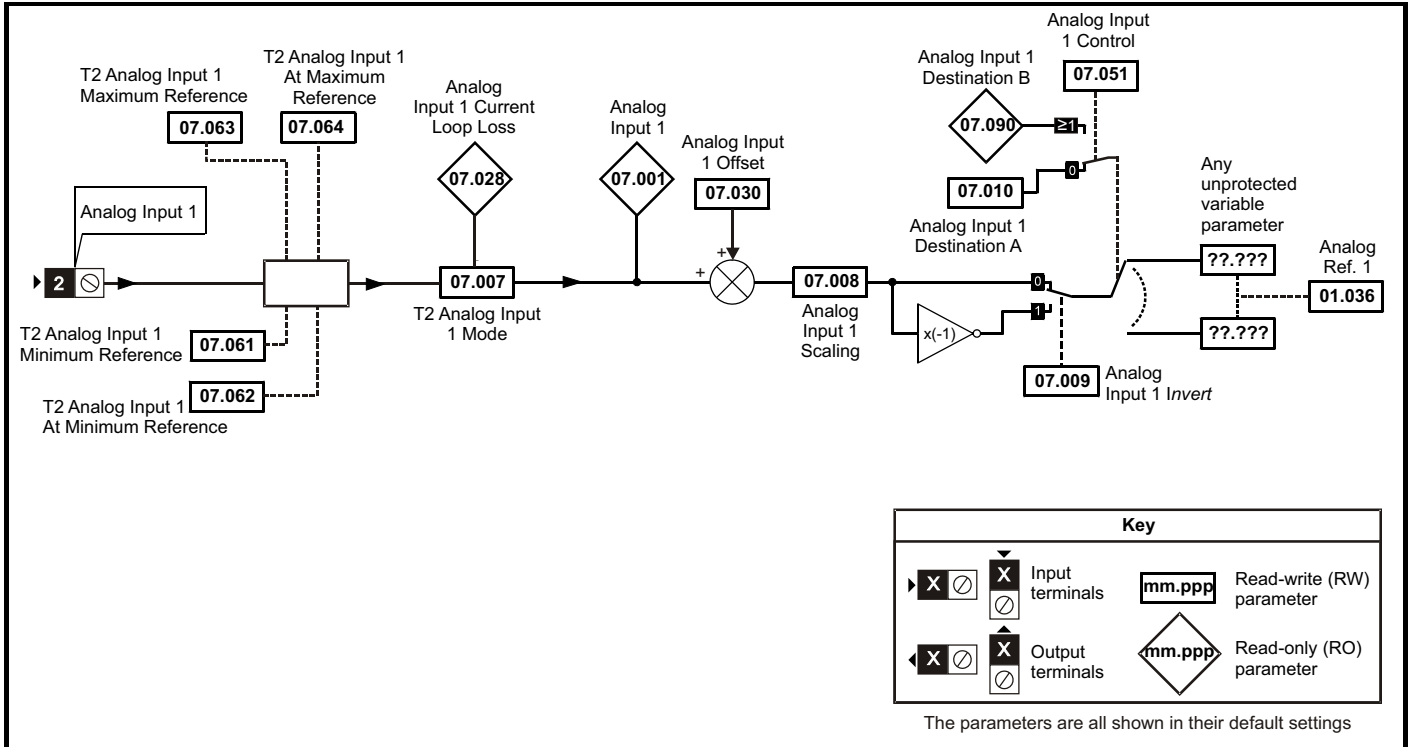 Analog Input
1 Control
07.051
Analog Input 1
Destination B
07.090
≥1
0
07.010
Analog Input 1
Destination A
T2 Analog Input 1
Maximum Reference
07.063
T2 Analog Input 1
At Maximum
Reference
07.064
Analog
Input 1 Current
Loop Loss
07.028
Analog
Input 1
07.001
Analog Input
1 Offset
07.030
Any
unprotected
variable
parameter
??.???
??.???
Analog
Ref. 1
01.036
Analog Input 1
2
07.007
T2 Analog Input
1 Mode
+
+
07.008
Analog
Input 1
Scaling
0
1
x(-1)
07.009
Analog
Input 1 Invert
T2 Analog Input 1
Minimum Reference
07.061
T2 Analog Input 1
At Minimum Reference
07.062
Key
X
X
Input
terminals
mm.ppp
Read-write (RW)
parameter
X
X
Output
terminals
mm.ppp
Read-only (RO)
parameter
The parameters are all shown in their default settings